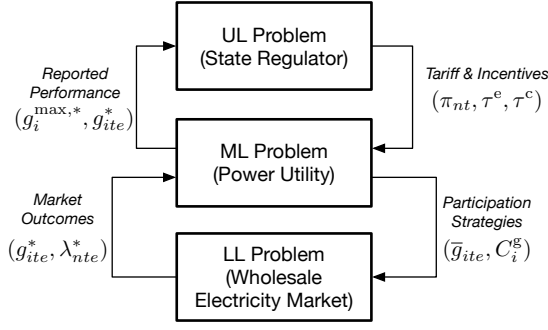 UL Problem
(State Regulator)
Reported
Performance
(g_i^{max,*}, g_{ite}^*)
Tariff & Incentives
(π_{nt}, τ^e, τ^c)
ML Problem
(Power Utility)
Market
Outcomes
(g_{ite}^*, λ_{nte}^*)
Participation
Strategies
(g̅_{ite}, C_i^g)
LL Problem
(Wholesale
Electricity Market)